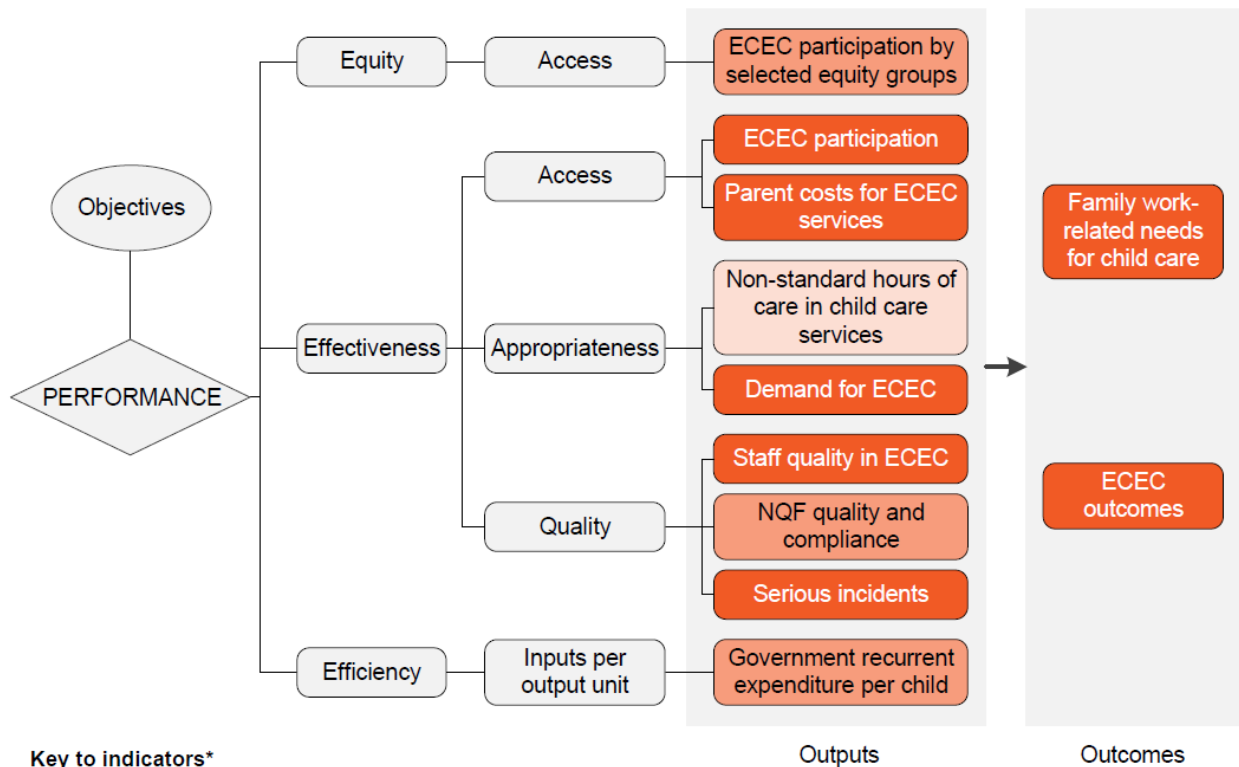 Objectives
PERFORMANCE
Equity
Access
ECEC participation by
selected equity groups
Effectiveness
Access
ECEC participation
Parent costs for ECEC
services
Appropriateness
Non-standard hours of
care in child care
services
Demand for ECEC
Quality
Staff quality in ECEC
NQF quality and
compliance
Serious incidents
Efficiency
Inputs per
output unit
Government recurrent
expenditure per child
Family work-
related needs
for child care
ECEC
outcomes
Outputs
Outcomes
Key to indicators*